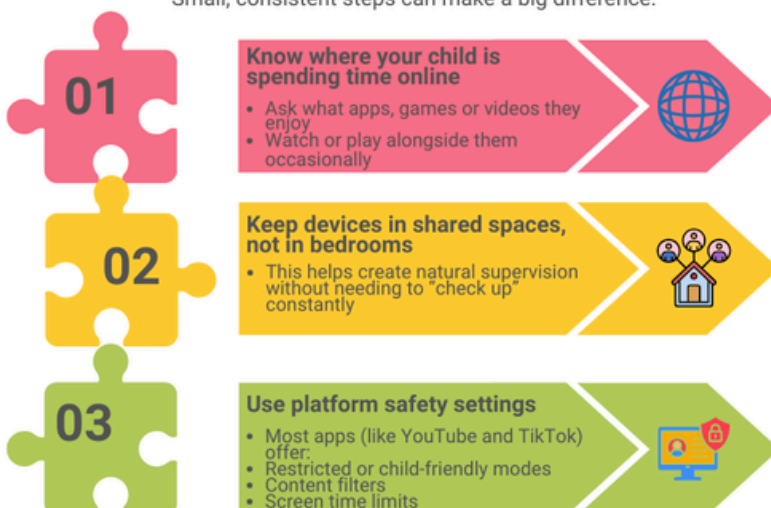 Small, consistent steps can make a big difference.
01
Know where your child is
spending time online
• Ask what apps, games or videos they
enjoy
• Watch or play alongside them
occasionally
02
Keep devices in shared spaces,
not in bedrooms
• This helps create natural supervision
without needing to “check up”
constantly
03
Use platform safety settings
• Most apps (like YouTube and TikTok)
offer:
• Restricted or child-friendly modes
• Content filters
• Screen time limits